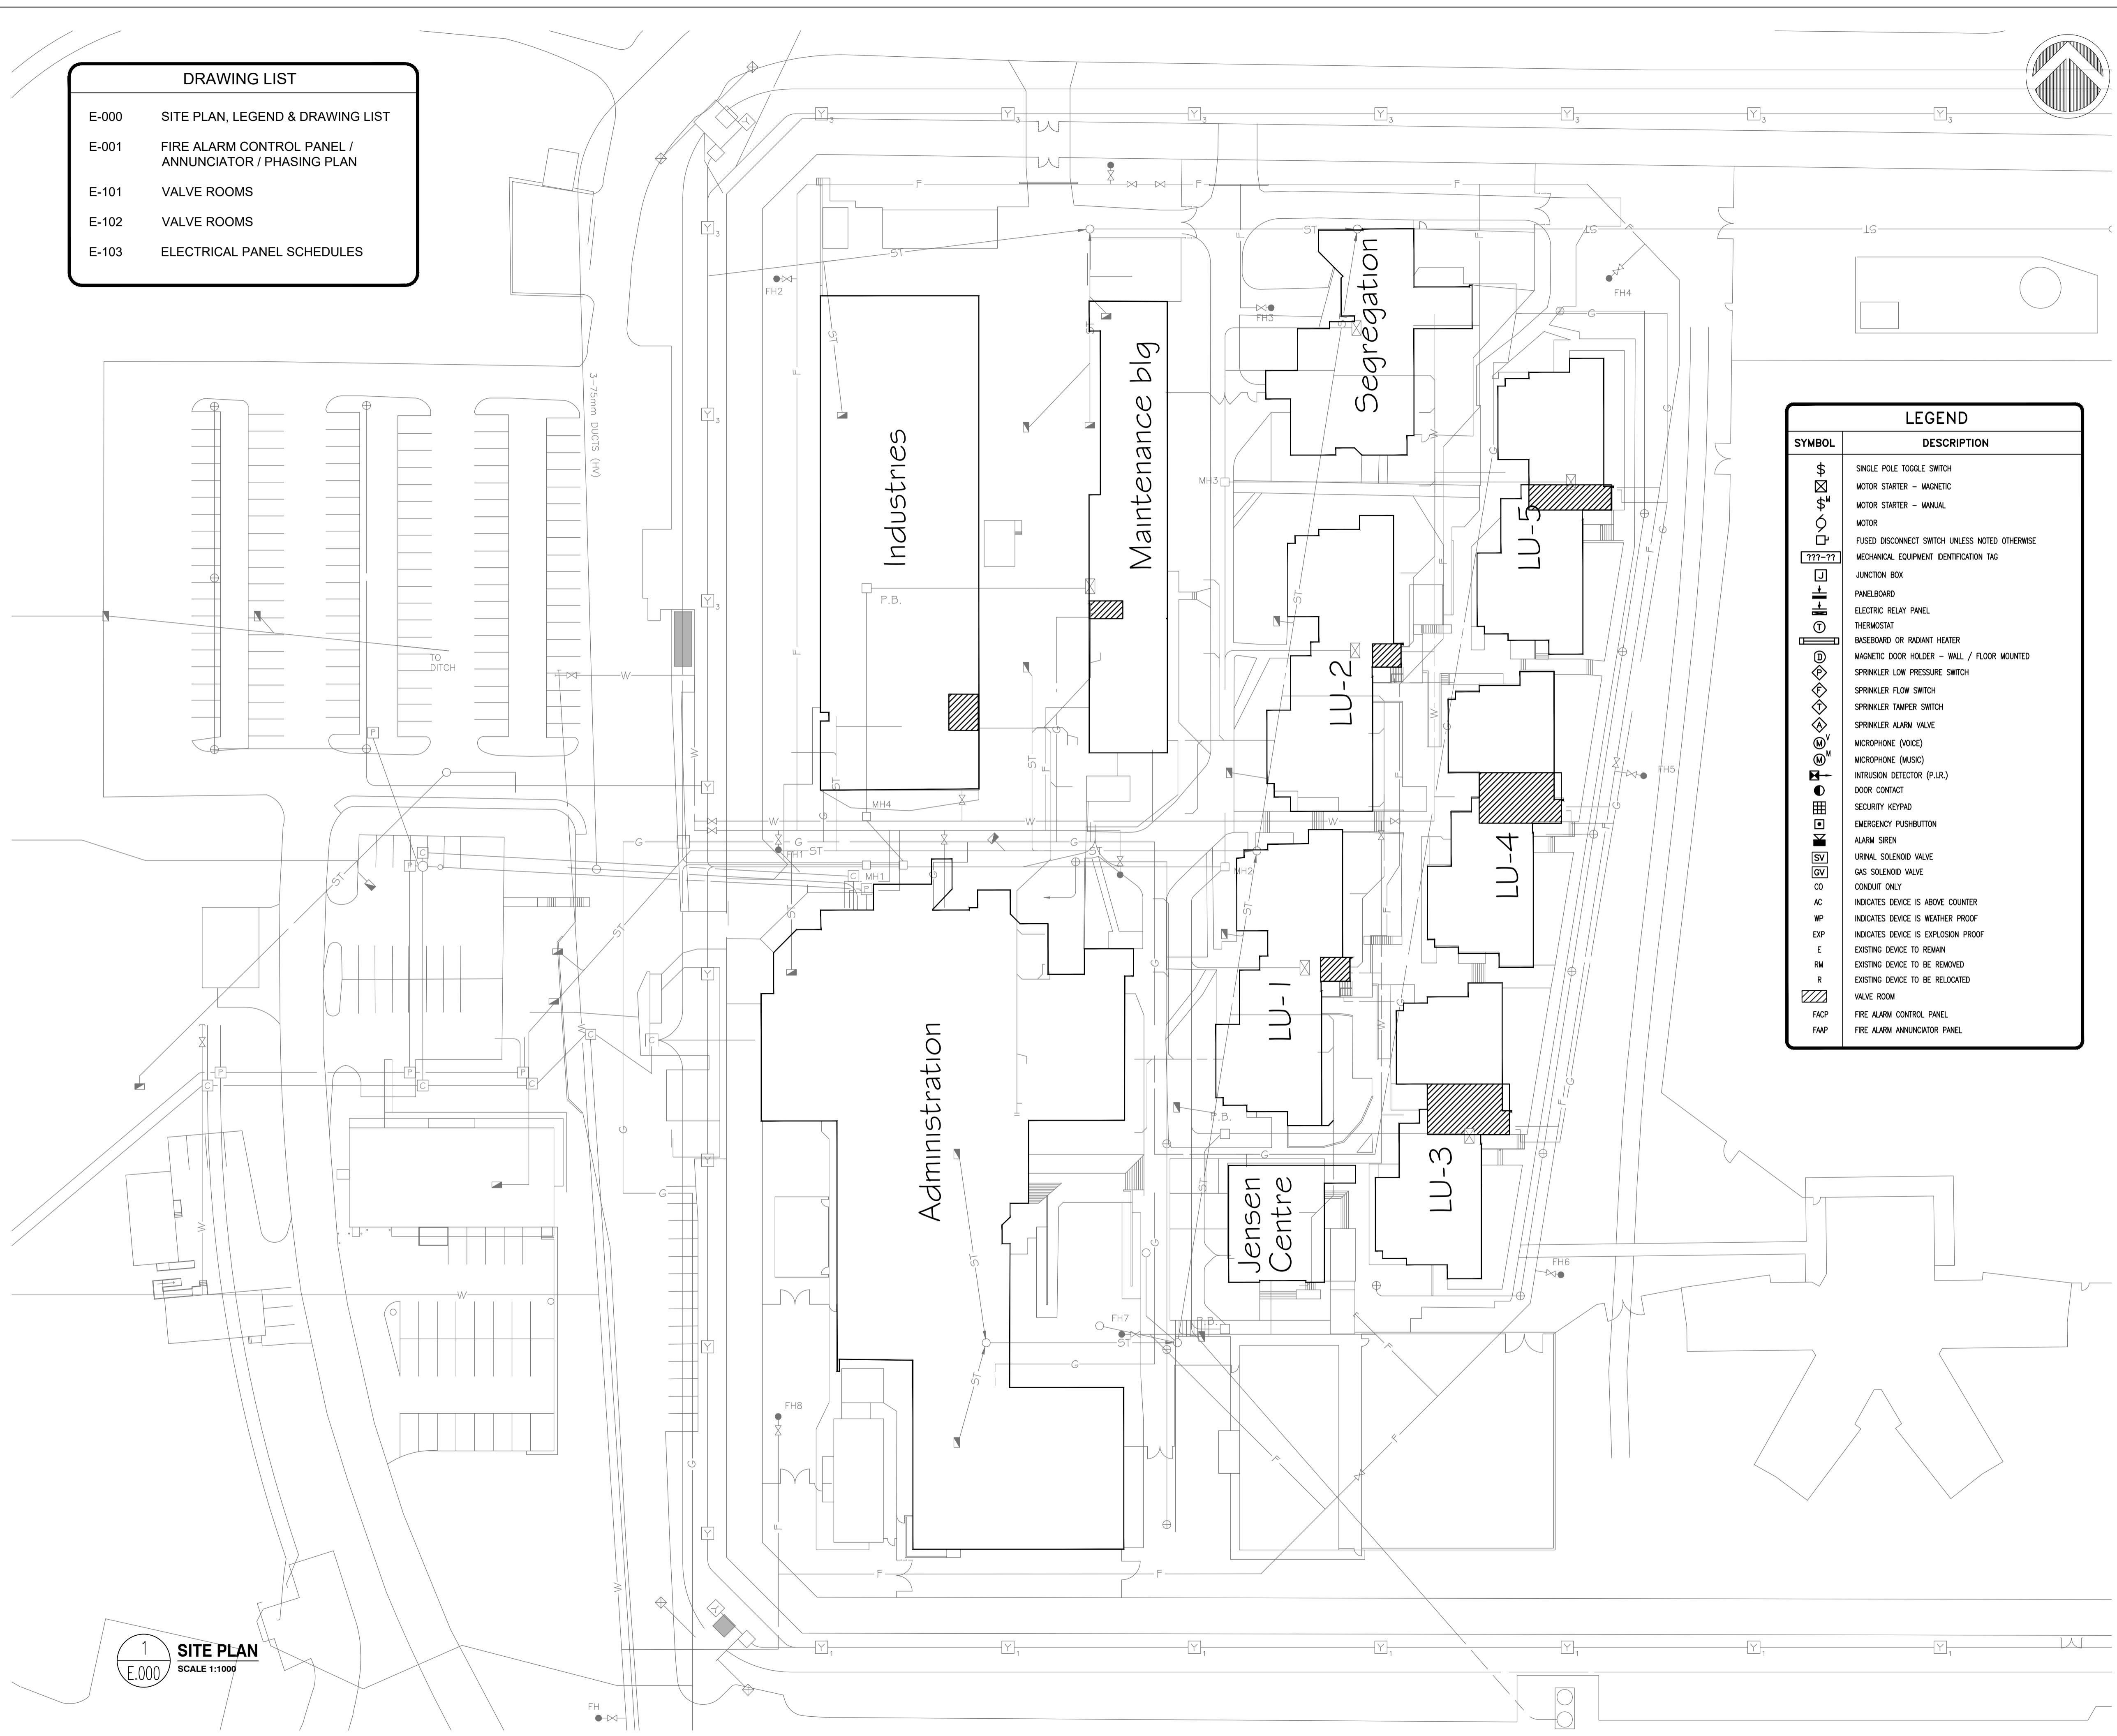 DRAWING LIST
E-000 SITE PLAN, LEGEND & DRAWING LIST
E-001 FIRE ALARM CONTROL PANEL /
ANNUNCIATOR / PHASING PLAN
E-101 VALVE ROOMS
E-102 VALVE ROOMS
E-103 ELECTRICAL PANEL SCHEDULES
LEGEND
SYMBOL DESCRIPTION
$ SINGLE POLE TOGGLE SWITCH
MOTOR STARTER – MAGNETIC
$M MOTOR STARTER – MANUAL
MOTOR
FUSED DISCONNECT SWITCH UNLESS NOTED OTHERWISE
???-?? MECHANICAL EQUIPMENT IDENTIFICATION TAG
J JUNCTION BOX
PANELBOARD
ELECTRIC RELAY PANEL
T THERMOSTAT
BASEBOARD OR RADIANT HEATER
D MAGNETIC DOOR HOLDER – WALL / FLOOR MOUNTED
P SPRINKLER LOW PRESSURE SWITCH
F SPRINKLER FLOW SWITCH
T SPRINKLER TAMPER SWITCH
A SPRINKLER ALARM VALVE
M V MICROPHONE (VOICE)
M M MICROPHONE (MUSIC)
INTRUSION DETECTOR (P.I.R.)
DOOR CONTACT
SECURITY KEYPAD
EMERGENCY PUSHBUTTON
ALARM SIREN
SV URINAL SOLENOID VALVE
GV GAS SOLENOID VALVE
CO CONDUIT ONLY
AC INDICATES DEVICE IS ABOVE COUNTER
WP INDICATES DEVICE IS WEATHER PROOF
EXP INDICATES DEVICE IS EXPLOSION PROOF
E EXISTING DEVICE TO REMAIN
RM EXISTING DEVICE TO BE REMOVED
R EXISTING DEVICE TO BE RELOCATED
VALVE ROOM
FACP FIRE ALARM CONTROL PANEL
FAAP FIRE ALARM ANNUNCIATOR PANEL
Industries
Maintenance blg
Segregation
LU-5
LU-2
LU-4
LU-1
LU-3
Administration
Jensen
Centre
3-75mm DUCTS (HV)
TO
DITCH
FH2
FH3
FH4
MH3
P.B.
FH5
MH4
FH1
MH1
MH2
P.B.
FH6
FH7
P.B.
FH8
FH
1
E.000
SITE PLAN
SCALE 1:1000